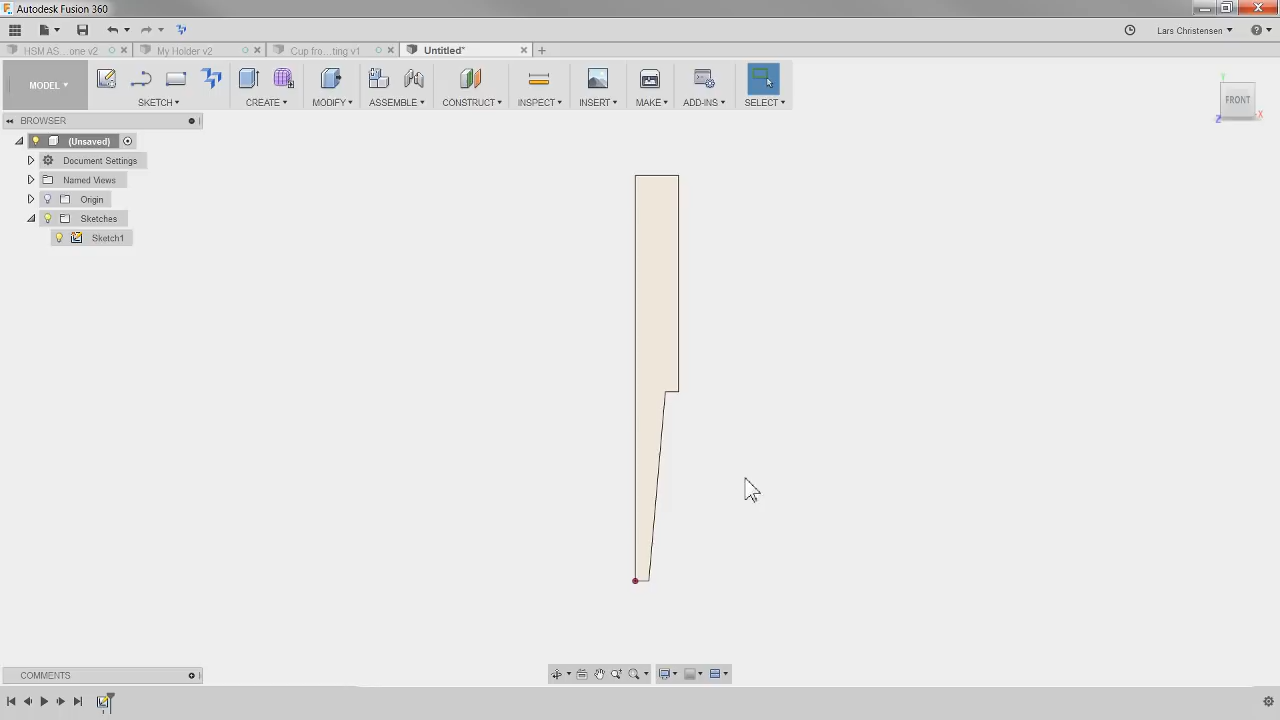 Autodesk Fusion 360
Lars Christensen
HSM AS...one v2
My Holder v2
Cup fro...ting v1
Untitled*
MODEL
SKETCH
CREATE
MODIFY
ASSEMBLE
CONSTRUCT
INSPECT
INSERT
MAKE
ADD-INS
SELECT
Y
FRONT
X
Z
BROWSER
(Unsaved)
Document Settings
Named Views
Origin
Sketches
Sketch1
COMMENTS